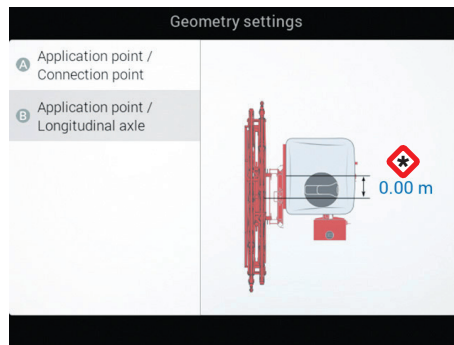 Geometry settings
A Application point /
Connection point
B Application point /
Longitudinal axle
*
0.00 m